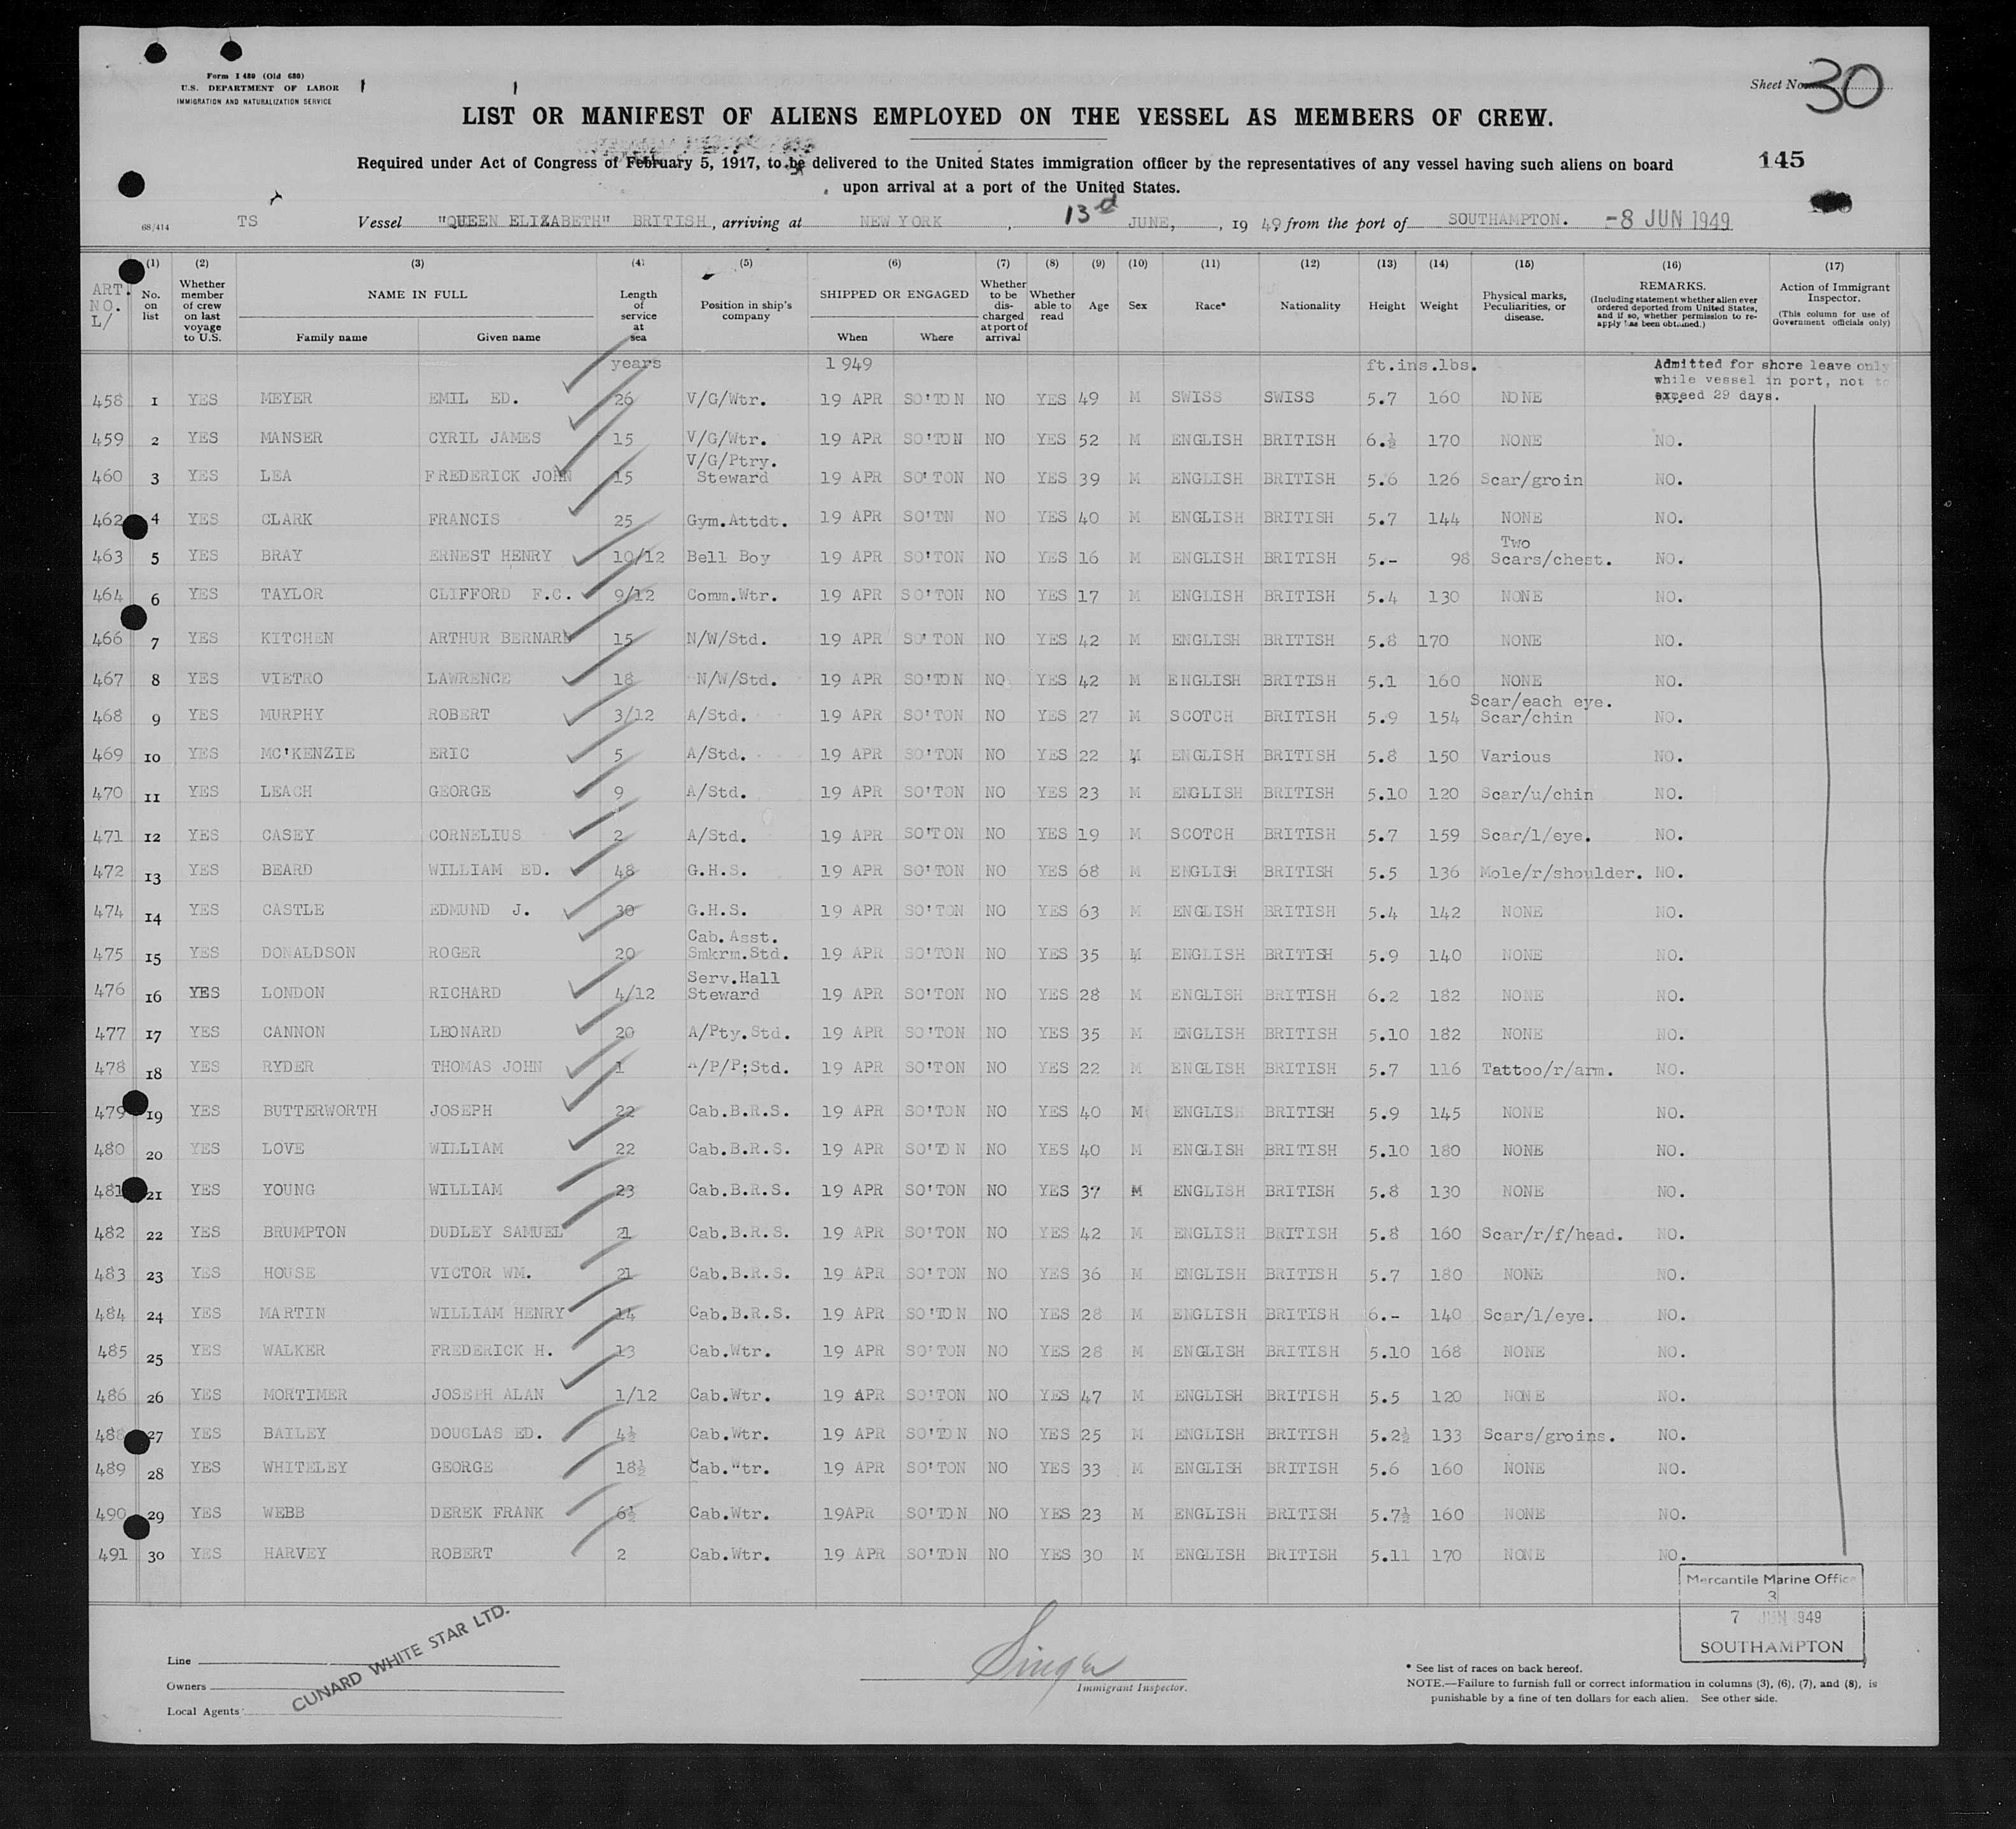 Form I 480 (Old 680)
U. S. DEPARTMENT OF LABOR
IMMIGRATION AND NATURALIZATION SERVICE
Sheet No. 30
LIST OR MANIFEST OF ALIENS EMPLOYED ON THE VESSEL AS MEMBERS OF CREW.
Required under Act of Congress of February 5, 1917, to be delivered to the United States immigration officer by the representatives of any vessel having such aliens on board
upon arrival at a port of the United States.
145
68/414 TS Vessel "QUEEN ELIZABETH" BRITISH, arriving at NEW YORK, 13 JUNE, 1949, from the port of SOUTHAMPTON. -8 JUN 1949
ART. NO. L/ (1) No. on list (2) Whether member of crew on last voyage to U.S. (3) NAME IN FULL Family name Given name (4) Length of service at sea (5) Position in ship's company (6) SHIPPED OR ENGAGED When Where (7) Whether to be discharged at port of arrival (8) Whether able to read (9) Age (10) Sex (11) Race* (12) Nationality (13) Height (14) Weight (15) Physical marks, Peculiarities, or disease. (16) REMARKS. (Including statement whether alien ever ordered deported from United States, and if so, whether permission to re-apply has been obtained.) (17) Action of Immigrant Inspector. (This column for use of Government officials only)
years 1949 ft.ins.lbs. Admitted for shore leave only
while vessel in port, not to
exceed 29 days.
458 1 YES MEYER EMIL ED. 26 V/G/Wtr. 19 APR SO'TON NO YES 49 M SWISS SWISS 5.7 160 NONE NO.
459 2 YES MANSER CYRIL JAMES 15 V/G/Wtr. 19 APR SO'TON NO YES 52 M ENGLISH BRITISH 6.½ 170 NONE NO.
460 3 YES LEA FREDERICK JOHN 15 V/G/Ptry. Steward 19 APR SO'TON NO YES 39 M ENGLISH BRITISH 5.6 126 Scar/groin NO.
462 4 YES CLARK FRANCIS 25 Gym.Attdt. 19 APR SO'TN NO YES 40 M ENGLISH BRITISH 5.7 144 NONE NO.
463 5 YES BRAY ERNEST HENRY 10/12 Bell Boy 19 APR SO'TON NO YES 16 M ENGLISH BRITISH 5.- 98 Two Scars/chest. NO.
464 6 YES TAYLOR CLIFFORD F.C. 9/12 Comm.Wtr. 19 APR SO'TON NO YES 17 M ENGLISH BRITISH 5.4 130 NONE NO.
466 7 YES KITCHEN ARTHUR BERNARD 15 N/W/Std. 19 APR SO'TON NO YES 42 M ENGLISH BRITISH 5.8 170 NONE NO.
467 8 YES VIETRO LAWRENCE 18 N/W/Std. 19 APR SO'TON NO YES 42 M ENGLISH BRITISH 5.1 160 NONE NO.
468 9 YES MURPHY ROBERT 3/12 A/Std. 19 APR SO'TON NO YES 27 M SCOTCH BRITISH 5.9 154 Scar/each eye. Scar/chin NO.
469 10 YES MC'KENZIE ERIC 5 A/Std. 19 APR SO'TON NO YES 22 M ENGLISH BRITISH 5.8 150 Various NO.
470 11 YES LEACH GEORGE 9 A/Std. 19 APR SO'TON NO YES 23 M ENGLISH BRITISH 5.10 120 Scar/u/chin NO.
471 12 YES CASEY CORNELIUS 2 A/Std. 19 APR SO'TON NO YES 19 M SCOTCH BRITISH 5.7 159 Scar/l/eye. NO.
472 13 YES BEARD WILLIAM ED. 48 G.H.S. 19 APR SO'TON NO YES 68 M ENGLISH BRITISH 5.5 136 Mole/r/shoulder. NO.
474 14 YES CASTLE EDMUND J. 30 G.H.S. 19 APR SO'TON NO YES 63 M ENGLISH BRITISH 5.4 142 NONE NO.
475 15 YES DONALDSON ROGER 20 Cab.Asst. Smkrm.Std. 19 APR SO'TON NO YES 35 M ENGLISH BRITISH 5.9 140 NONE NO.
476 16 YES LONDON RICHARD 4/12 Serv.Hall Steward 19 APR SO'TON NO YES 28 M ENGLISH BRITISH 6.2 182 NONE NO.
477 17 YES CANNON LEONARD 20 A/Pty.Std. 19 APR SO'TON NO YES 35 M ENGLISH BRITISH 5.10 182 NONE NO.
478 18 YES RYDER THOMAS JOHN 1 A/P/P;Std. 19 APR SO'TON NO YES 22 M ENGLISH BRITISH 5.7 116 Tattoo/r/arm. NO.
479 19 YES BUTTERWORTH JOSEPH 22 Cab.B.R.S. 19 APR SO'TON NO YES 40 M ENGLISH BRITISH 5.9 145 NONE NO.
480 20 YES LOVE WILLIAM 22 Cab.B.R.S. 19 APR SO'TON NO YES 40 M ENGLISH BRITISH 5.10 180 NONE NO.
481 21 YES YOUNG WILLIAM 23 Cab.B.R.S. 19 APR SO'TON NO YES 37 M ENGLISH BRITISH 5.8 130 NONE NO.
482 22 YES BRUMPTON DUDLEY SAMUEL 21 Cab.B.R.S. 19 APR SO'TON NO YES 42 M ENGLISH BRITISH 5.8 160 Scar/r/f/head. NO.
483 23 YES HOUSE VICTOR WM. 21 Cab.B.R.S. 19 APR SO'TON NO YES 36 M ENGLISH BRITISH 5.7 180 NONE NO.
484 24 YES MARTIN WILLIAM HENRY 14 Cab.B.R.S. 19 APR SO'TON NO YES 28 M ENGLISH BRITISH 6.- 140 Scar/l/eye. NO.
485 25 YES WALKER FREDERICK H. 13 Cab.Wtr. 19 APR SO'TON NO YES 28 M ENGLISH BRITISH 5.10 168 NONE NO.
486 26 YES MORTIMER JOSEPH ALAN 1/12 Cab.Wtr. 19 APR SO'TON NO YES 47 M ENGLISH BRITISH 5.5 120 NONE NO.
488 27 YES BAILEY DOUGLAS ED. 4½ Cab.Wtr. 19 APR SO'TON NO YES 25 M ENGLISH BRITISH 5.2½ 133 Scars/groins. NO.
489 28 YES WHITELEY GEORGE 18½ Cab.Wtr. 19 APR SO'TON NO YES 33 M ENGLISH BRITISH 5.6 160 NONE NO.
490 29 YES WEBB DEREK FRANK 6½ Cab.Wtr. 19APR SO'TON NO YES 23 M ENGLISH BRITISH 5.7½ 160 NONE NO.
491 30 YES HARVEY ROBERT 2 Cab.Wtr. 19 APR SO'TON NO YES 30 M ENGLISH BRITISH 5.11 170 NONE NO.
Mercantile Marine Office
3
7 JUN 1949
SOUTHAMPTON
Line
Owners
Local Agents
CUNARD WHITE STAR LTD.
Singer
Immigrant Inspector.
* See list of races on back hereof.
NOTE.—Failure to furnish full or correct information in columns (3), (6), (7), and (8), is
punishable by a fine of ten dollars for each alien. See other side.